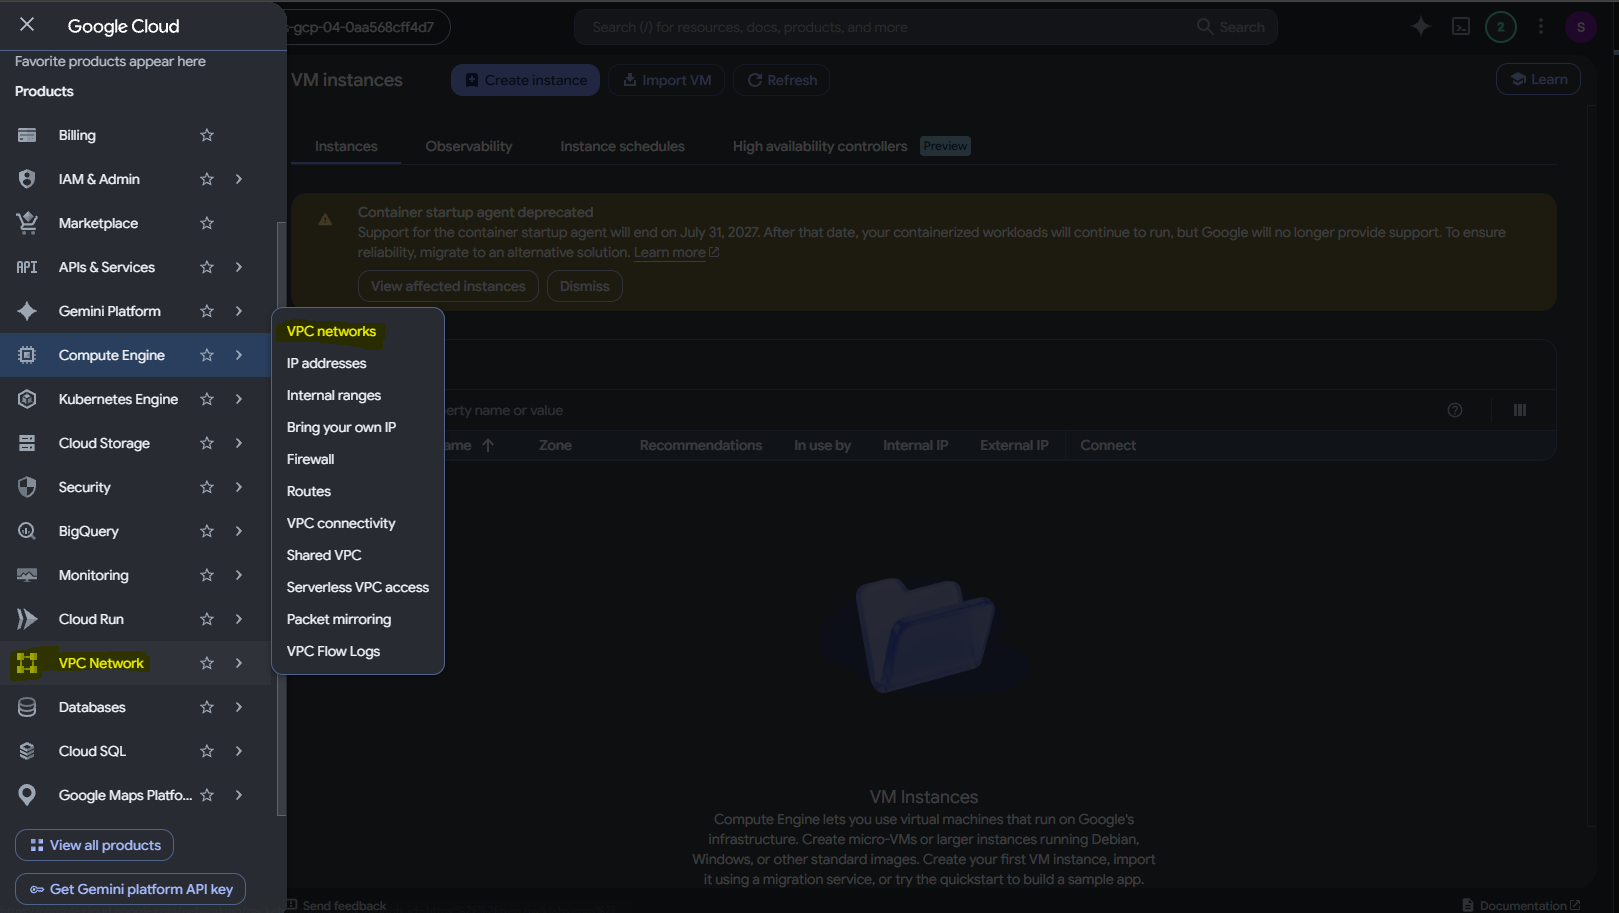 Google Cloud
s-gcp-04-0aa568cff4d7
Search (/) for resources, docs, products, and more
Search
2
S
Favorite products appear here
Products
Billing
IAM & Admin
Marketplace
API
APIs & Services
Gemini Platform
Compute Engine
Kubernetes Engine
Cloud Storage
Security
BigQuery
Monitoring
Cloud Run
VPC Network
Databases
Cloud SQL
Google Maps Platfo...
View all products
Get Gemini platform API key
VPC networks
IP addresses
Internal ranges
Bring your own IP
Firewall
Routes
VPC connectivity
Shared VPC
Serverless VPC access
Packet mirroring
VPC Flow Logs
VM instances
Create instance
Import VM
Refresh
Learn
Instances
Observability
Instance schedules
High availability controllers
Preview
Container startup agent deprecated
Support for the container startup agent will end on July 31, 2027. After that date, your containerized workloads will continue to run, but Google will no longer provide support. To ensure
reliability, migrate to an alternative solution. Learn more
View affected instances
Dismiss
erty name or value
ame
Zone
Recommendations
In use by
Internal IP
External IP
Connect
VM Instances
Compute Engine lets you use virtual machines that run on Google's
infrastructure. Create micro-VMs or larger instances running Debian,
Windows, or other standard images. Create your first VM instance, import
it using a migration service, or try the quickstart to build a sample app.
Send feedback
Documentation